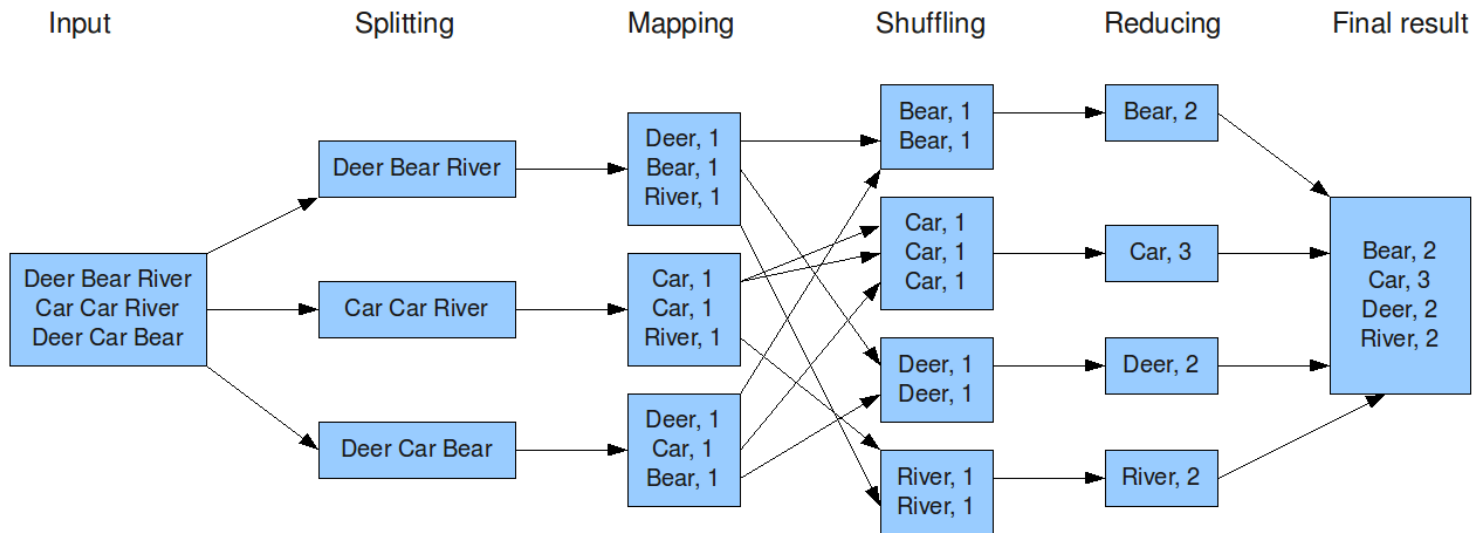 Input
Splitting
Mapping
Shuffling
Reducing
Final result
Deer Bear River
Car Car River
Deer Car Bear
Deer Bear River
Car Car River
Deer Car Bear
Deer, 1
Bear, 1
River, 1
Car, 1
Car, 1
River, 1
Deer, 1
Car, 1
Bear, 1
Bear, 1
Bear, 1
Car, 1
Car, 1
Car, 1
Deer, 1
Deer, 1
River, 1
River, 1
Bear, 2
Car, 3
Deer, 2
River, 2
Bear, 2
Car, 3
Deer, 2
River, 2